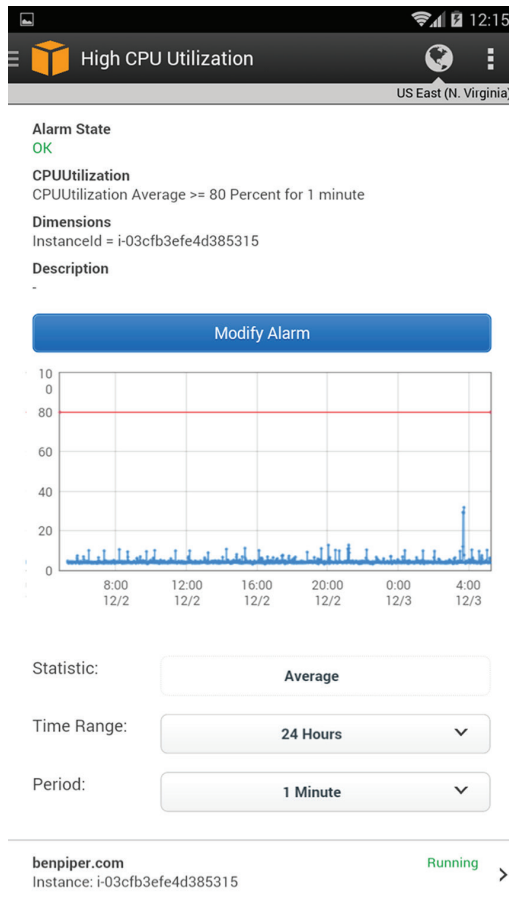 12:15
High CPU Utilization
US East (N. Virginia)
Alarm State
OK
CPUUtilization
CPUUtilization Average >= 80 Percent for 1 minute
Dimensions
InstanceId = i-03cfb3efe4d385315
Description
-
Modify Alarm
10
0
80
60
40
20
0
8:00 12:00 16:00 20:00 0:00 4:00
12/2 12/2 12/2 12/2 12/3 12/3
Statistic: Average
Time Range: 24 Hours
Period: 1 Minute
benpiper.com Running
Instance: i-03cfb3efe4d385315